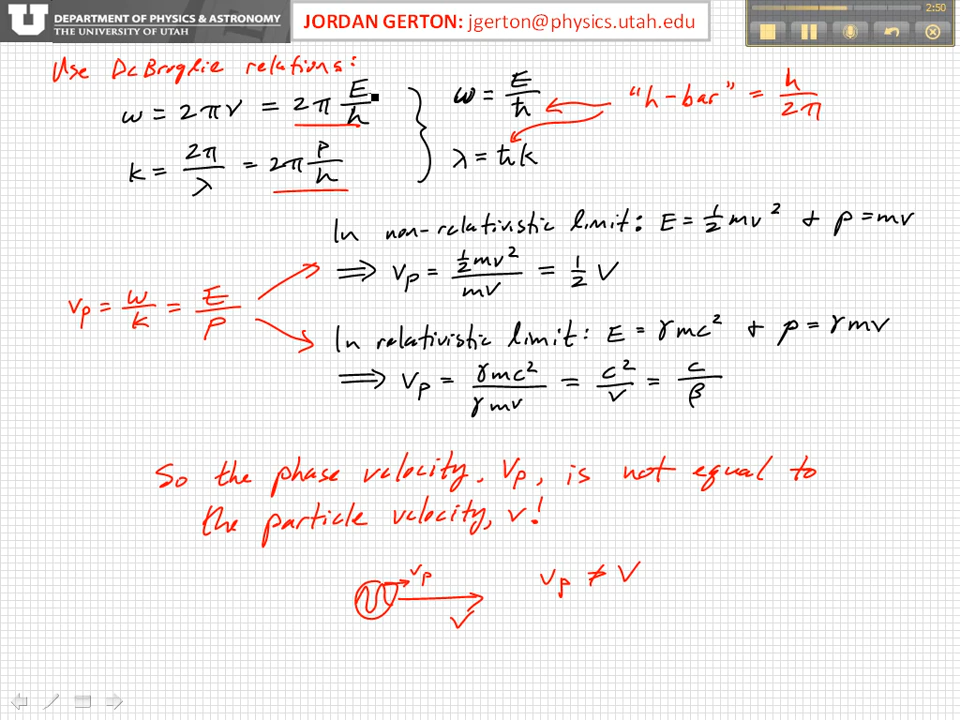 DEPARTMENT OF PHYSICS & ASTRONOMY
THE UNIVERSITY OF UTAH
JORDAN GERTON: jgerton@physics.utah.edu
2:50
Use DeBroglie relations:
ω = 2πν = 2π E/h
ω = E/ħ
"h-bar" = h/2π
k = 2π/λ = 2π p/h
λ = ħk
In non-relativistic limit: E = ½mv² + p = mv
⟹ vp = ½mv²/mv = ½ v
vp = ω/k = E/p
In relativistic limit: E = γmc² + p = γmv
⟹ vp = γmc²/γmv = c²/v = c/β
So the phase velocity, vp, is not equal to
the particle velocity, v!
vp
v
vp ≠ v